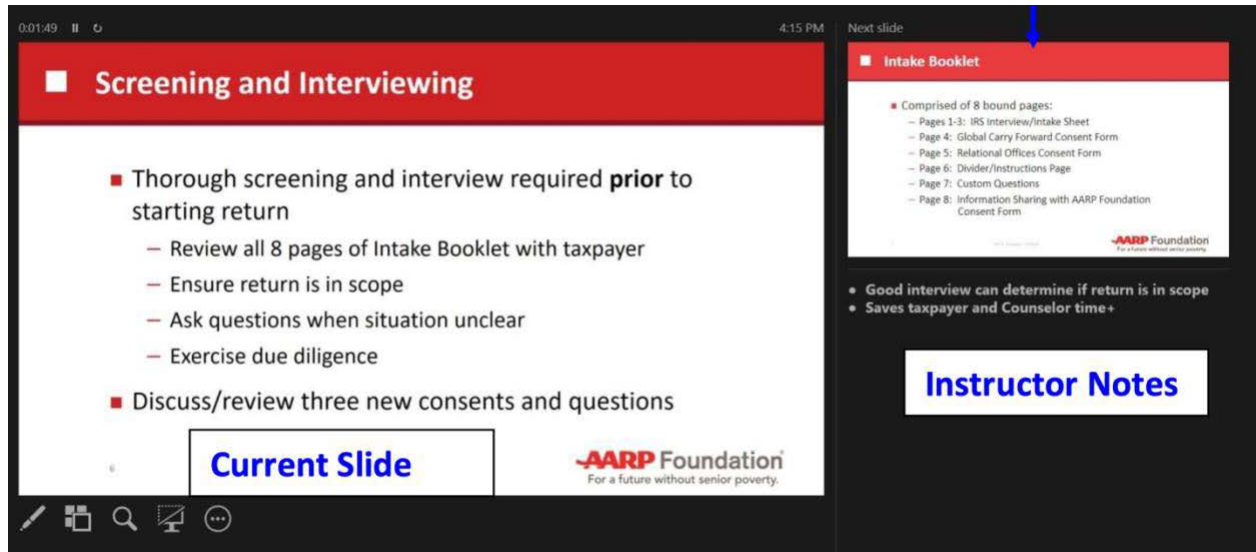 0:01:49
4:15 PM
Next slide
Screening and Interviewing
Thorough screening and interview required prior to
starting return
– Review all 8 pages of Intake Booklet with taxpayer
– Ensure return is in scope
– Ask questions when situation unclear
– Exercise due diligence
Discuss/review three new consents and questions
6
Current Slide
AARP Foundation
For a future without senior poverty.
Intake Booklet
Comprised of 8 bound pages:
– Pages 1-3: IRS Interview/Intake Sheet
– Page 4: Global Carry Forward Consent Form
– Page 5: Relational Offices Consent Form
– Page 6: Divider/Instructions Page
– Page 7: Custom Questions
– Page 8: Information Sharing with AARP Foundation
Consent Form
AARP Foundation
For a future without senior poverty.
• Good interview can determine if return is in scope
• Saves taxpayer and Counselor time+
Instructor Notes